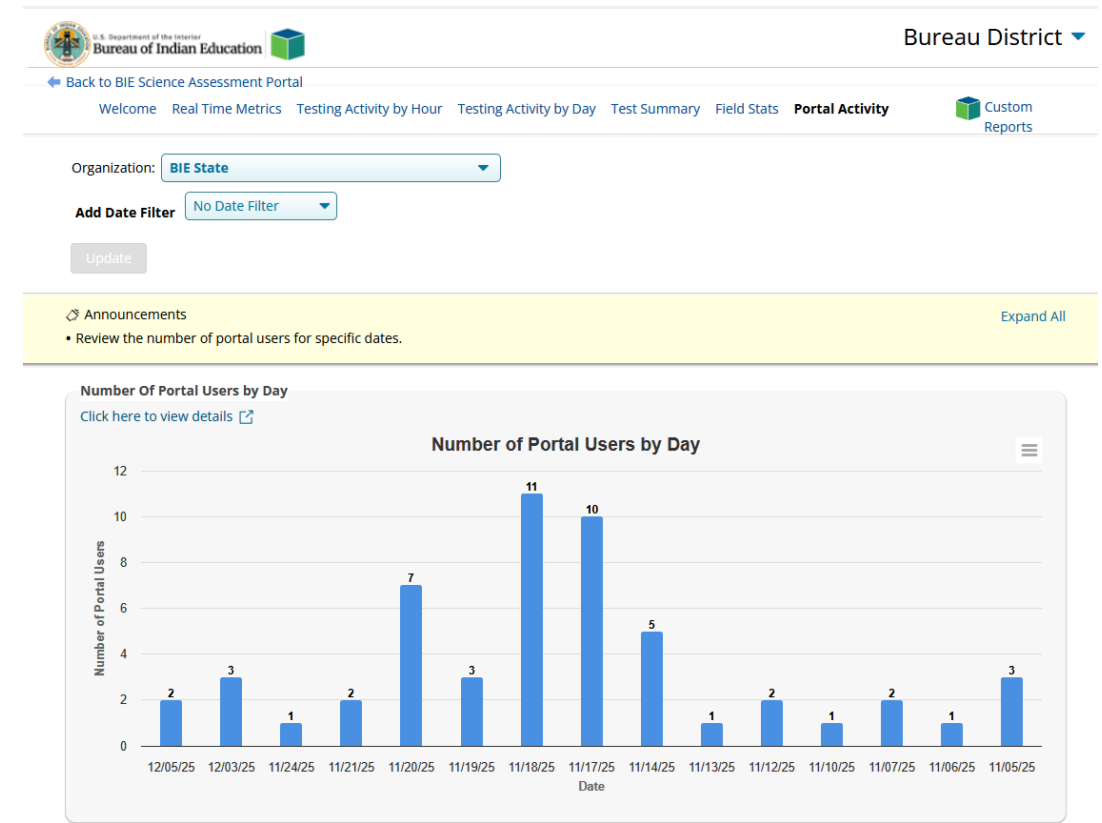 U.S. Department of the Interior
Bureau of Indian Education
Bureau District
Back to BIE Science Assessment Portal
Welcome Real Time Metrics Testing Activity by Hour Testing Activity by Day Test Summary Field Stats Portal Activity
Custom
Reports
Organization: BIE State
Add Date Filter No Date Filter
Update
Announcements
Expand All
• Review the number of portal users for specific dates.
Number Of Portal Users by Day
Click here to view details
Number of Portal Users by Day
Number of Portal Users
12
10
8
6
4
2
0
2 3 1 2 7 3 11 10 5 1 2 1 2 1 3
12/05/25 12/03/25 11/24/25 11/21/25 11/20/25 11/19/25 11/18/25 11/17/25 11/14/25 11/13/25 11/12/25 11/10/25 11/07/25 11/06/25 11/05/25
Date